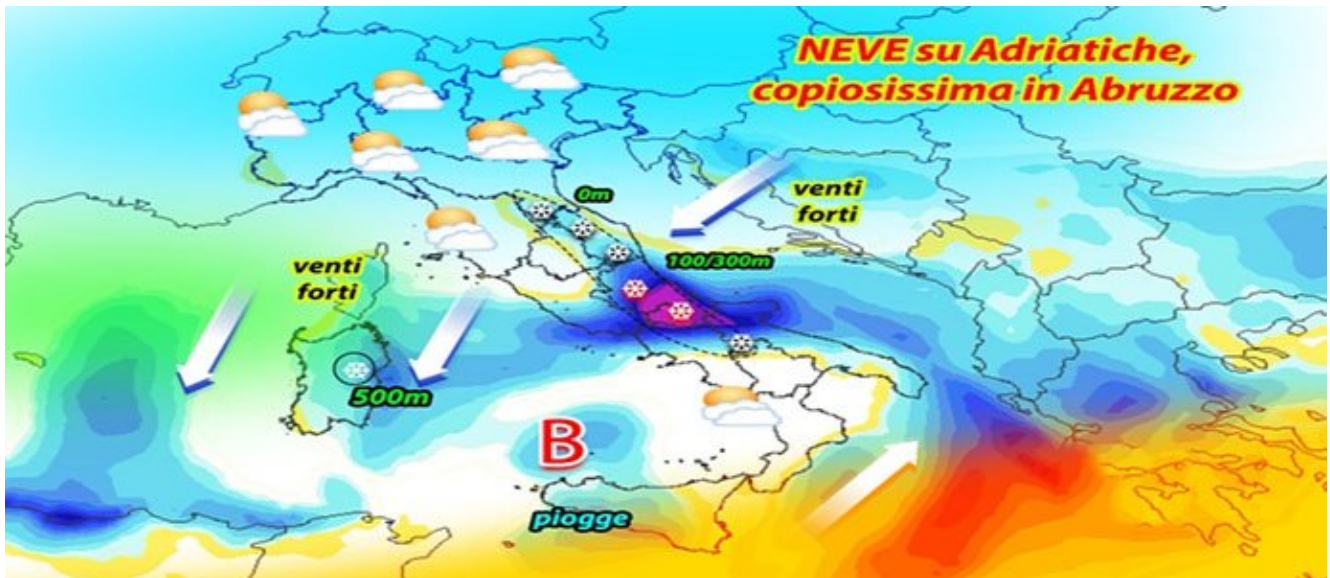 NEVE su Adriatiche,
copiosissima in Abruzzo
0m
venti
forti
100/300m
venti
forti
500m
B
piogge